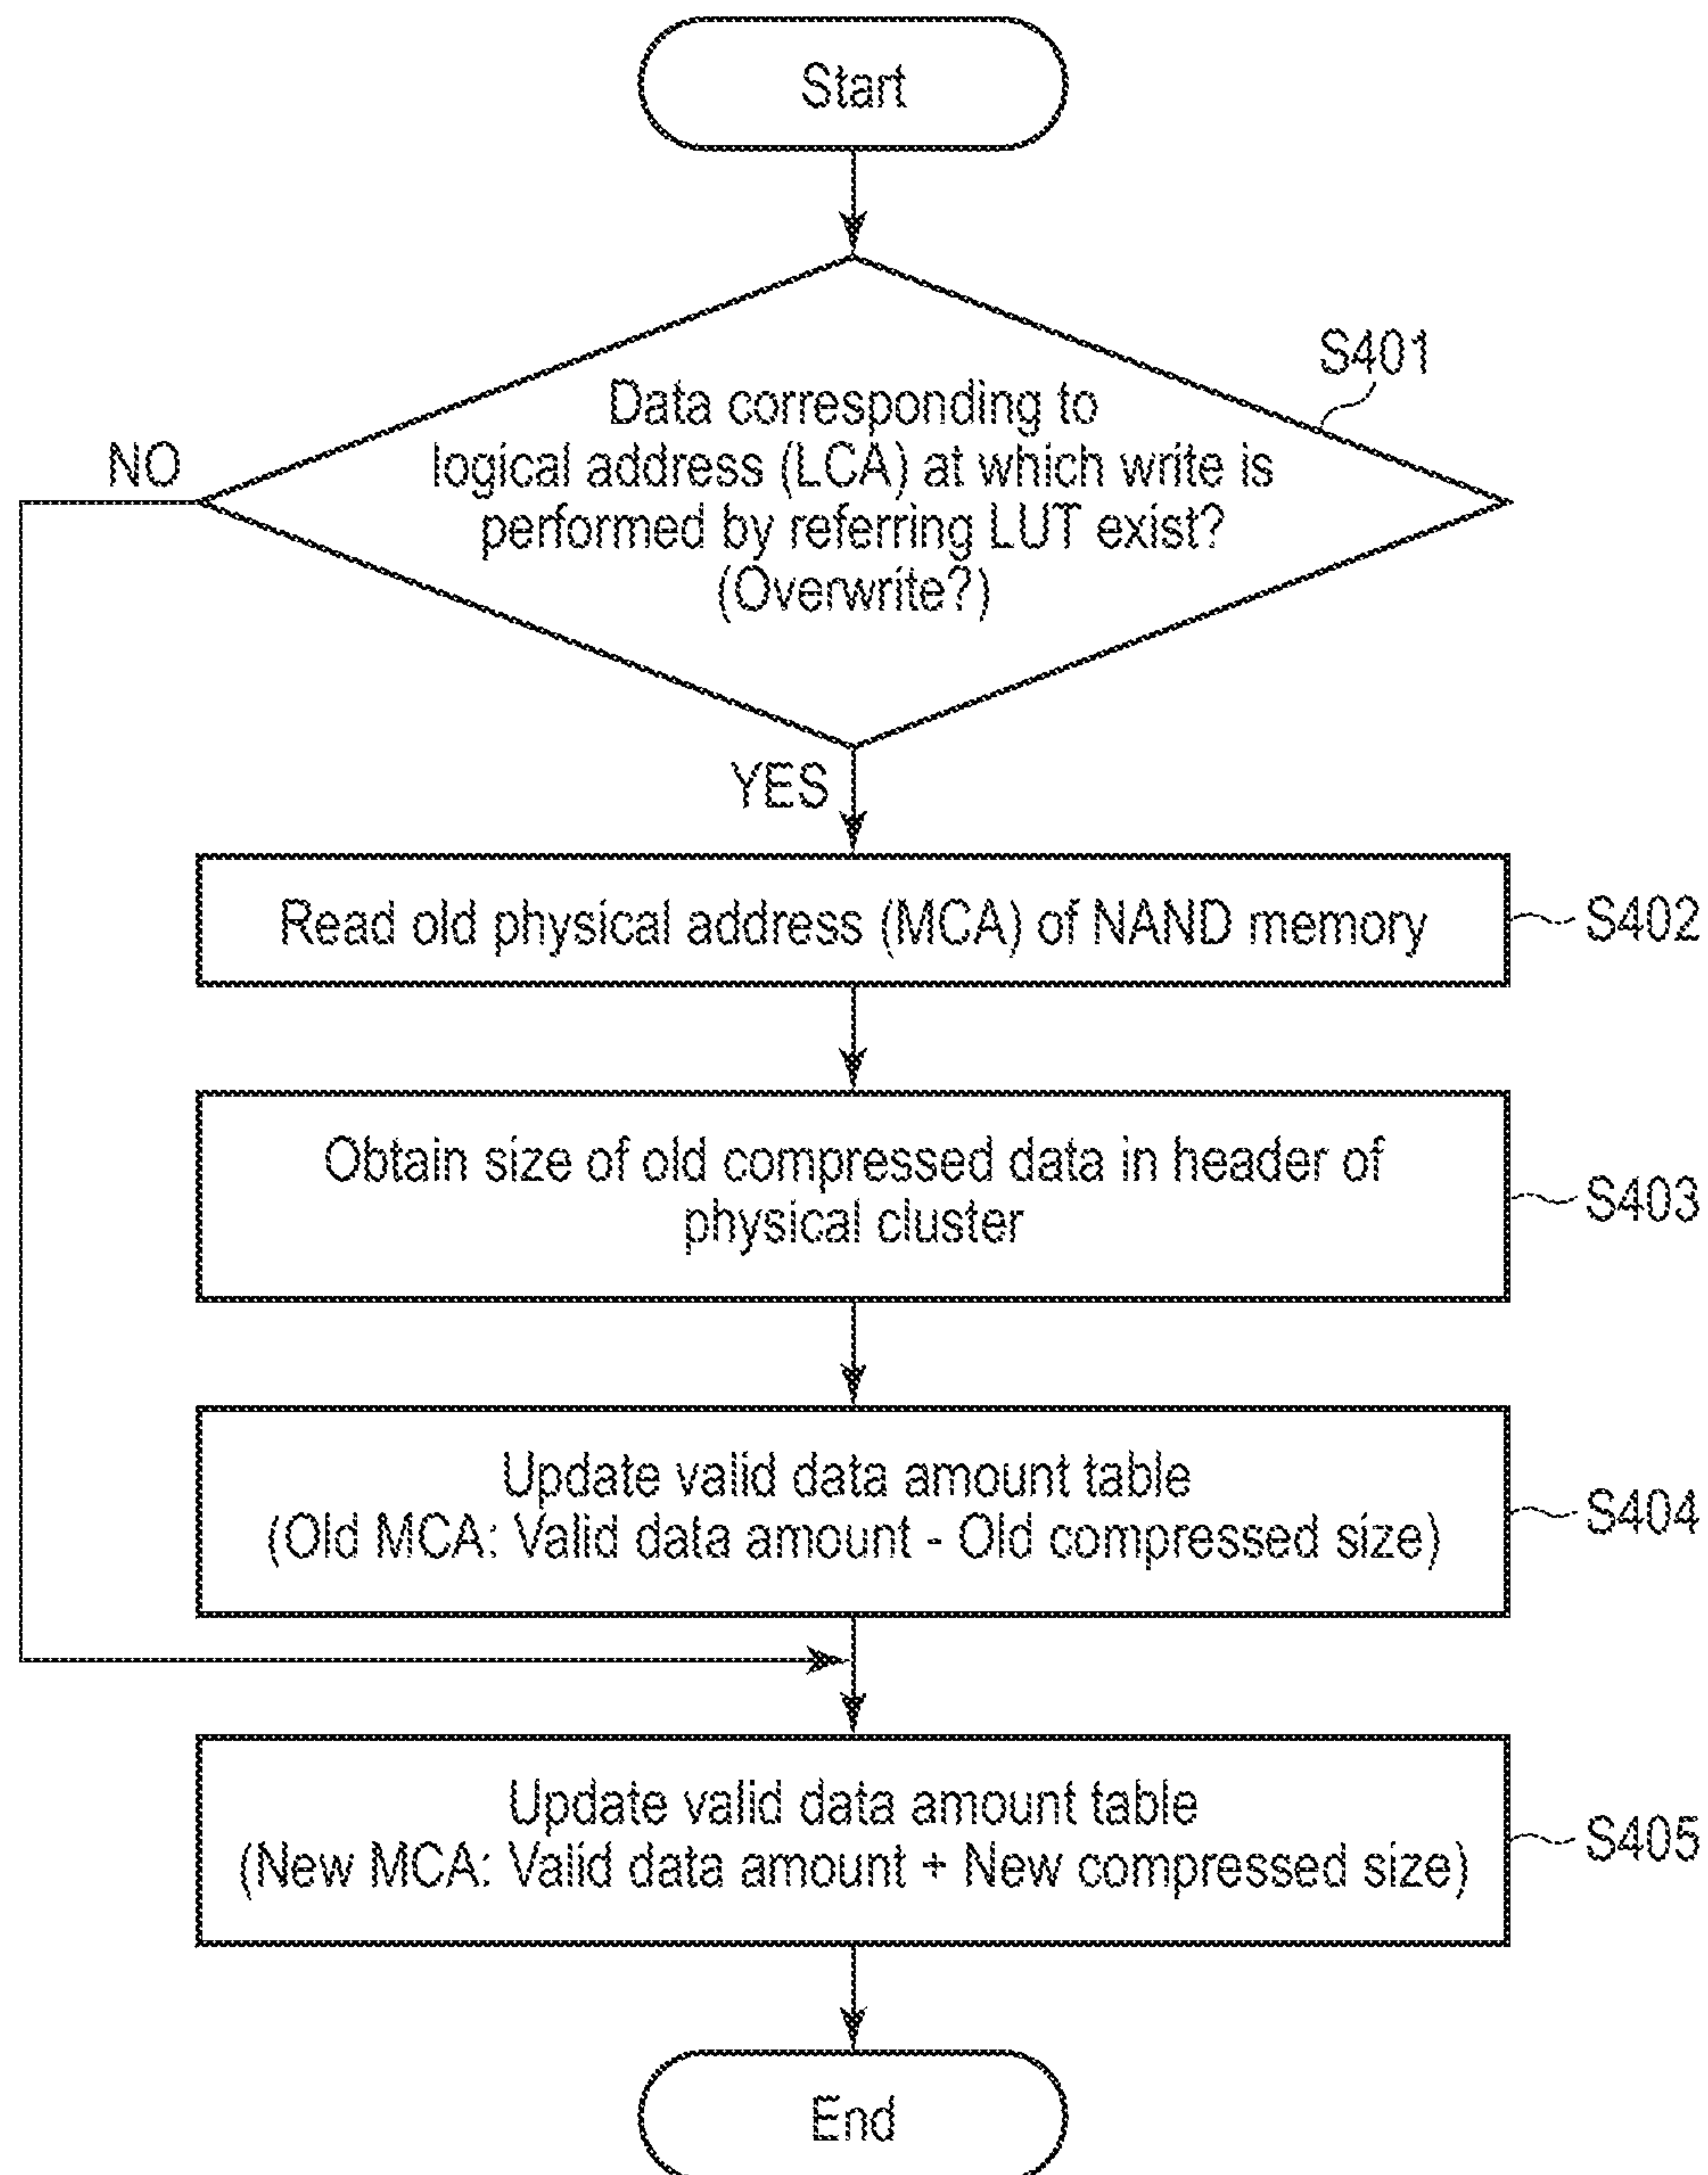 Start
S401
Data corresponding to
logical address (LCA) at which write is
performed by referring LUT exist?
(Overwrite?)
NO
YES
Read old physical address (MCA) of NAND memory
S402
Obtain size of old compressed data in header of
physical cluster
S403
Update valid data amount table
(Old MCA: Valid data amount - Old compressed size)
S404
Update valid data amount table
(New MCA: Valid data amount + New compressed size)
S405
End